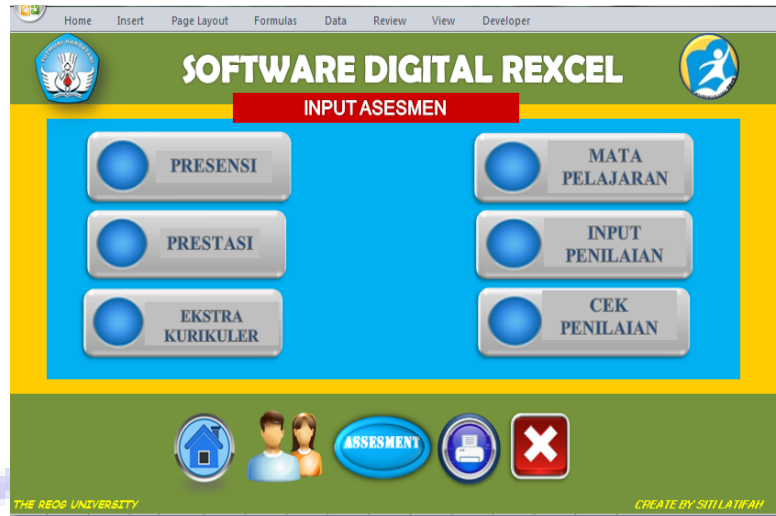 Home Insert Page Layout Formulas Data Review View Developer
SOFTWARE DIGITAL REXCEL
INPUT ASESMEN
PRESENSI
MATA
PELAJARAN
PRESTASI
INPUT
PENILAIAN
EKSTRA
KURIKULER
CEK
PENILAIAN
ASSESMENT
THE REOG UNIVERSITY
CREATE BY SITI LATIFAH